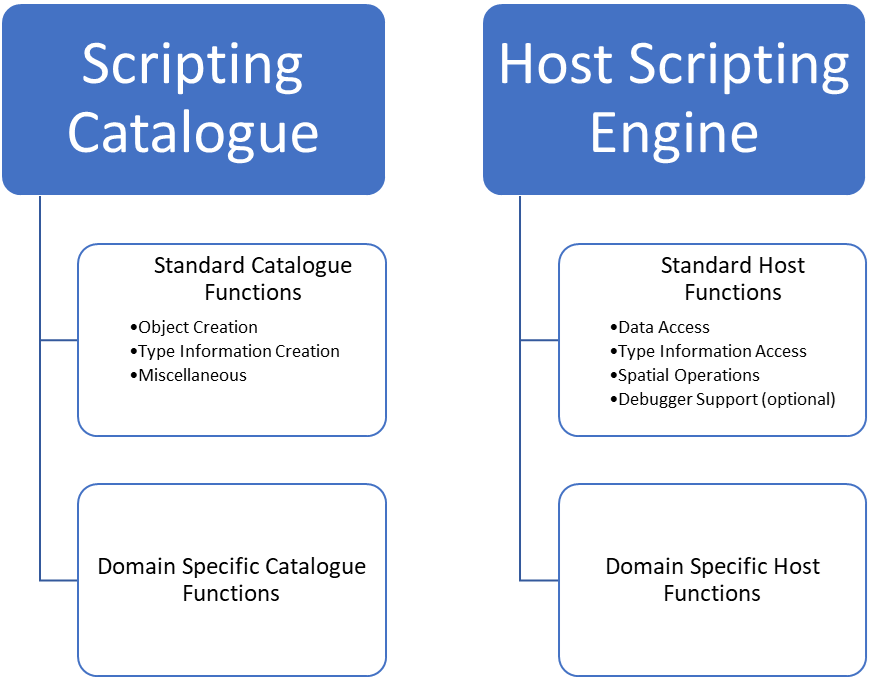 Scripting
Catalogue
Standard Catalogue
Functions
•Object Creation
•Type Information Creation
•Miscellaneous
Domain Specific Catalogue
Functions
Host Scripting
Engine
Standard Host
Functions
•Data Access
•Type Information Access
•Spatial Operations
•Debugger Support (optional)
Domain Specific Host
Functions